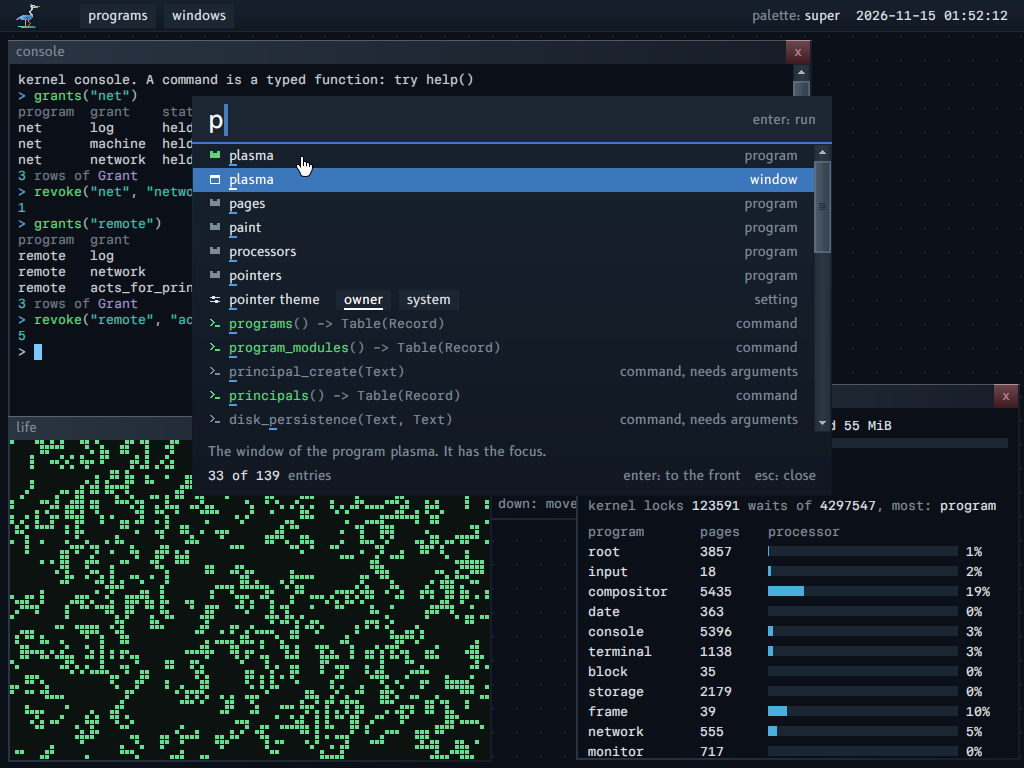 programs windows palette: super 2026-11-15 01:52:12
console x
kernel console. A command is a typed function: try help()
> grants("net")
program grant stat
net log held
net machine held
net network held
3 rows of Grant
> revoke("net", "netwo
1
> grants("remote")
program grant
remote log
remote network
remote acts_for_prin
3 rows of Grant
> revoke("remote", "ac
5
>
p enter: run
plasma program
plasma window
pages program
paint program
processors program
pointers program
pointer theme owner system setting
programs() -> Table(Record) command
program_modules() -> Table(Record) command
principal_create(Text) command, needs arguments
principals() -> Table(Record) command
disk_persistence(Text, Text) command, needs arguments
The window of the program plasma. It has the focus.
33 of 139 entries enter: to the front esc: close
life
down: move
x
55 MiB
kernel locks 123591 waits of 4297547, most: program
program pages processor
root 3857 1%
input 18 2%
compositor 5435 19%
date 363 0%
console 5396 3%
terminal 1138 3%
block 35 0%
storage 2179 0%
frame 39 10%
network 555 5%
monitor 717 0%